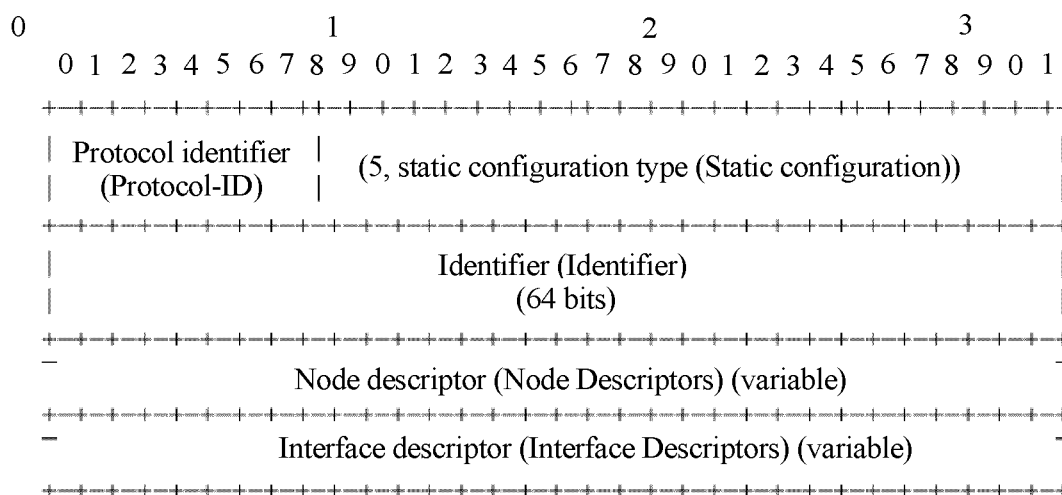 0 1 2 3
0 1 2 3 4 5 6 7 8 9 0 1 2 3 4 5 6 7 8 9 0 1 2 3 4 5 6 7 8 9 0 1
Protocol identifier
(Protocol-ID)
(5, static configuration type (Static configuration))
Identifier (Identifier)
(64 bits)
Node descriptor (Node Descriptors) (variable)
Interface descriptor (Interface Descriptors) (variable)